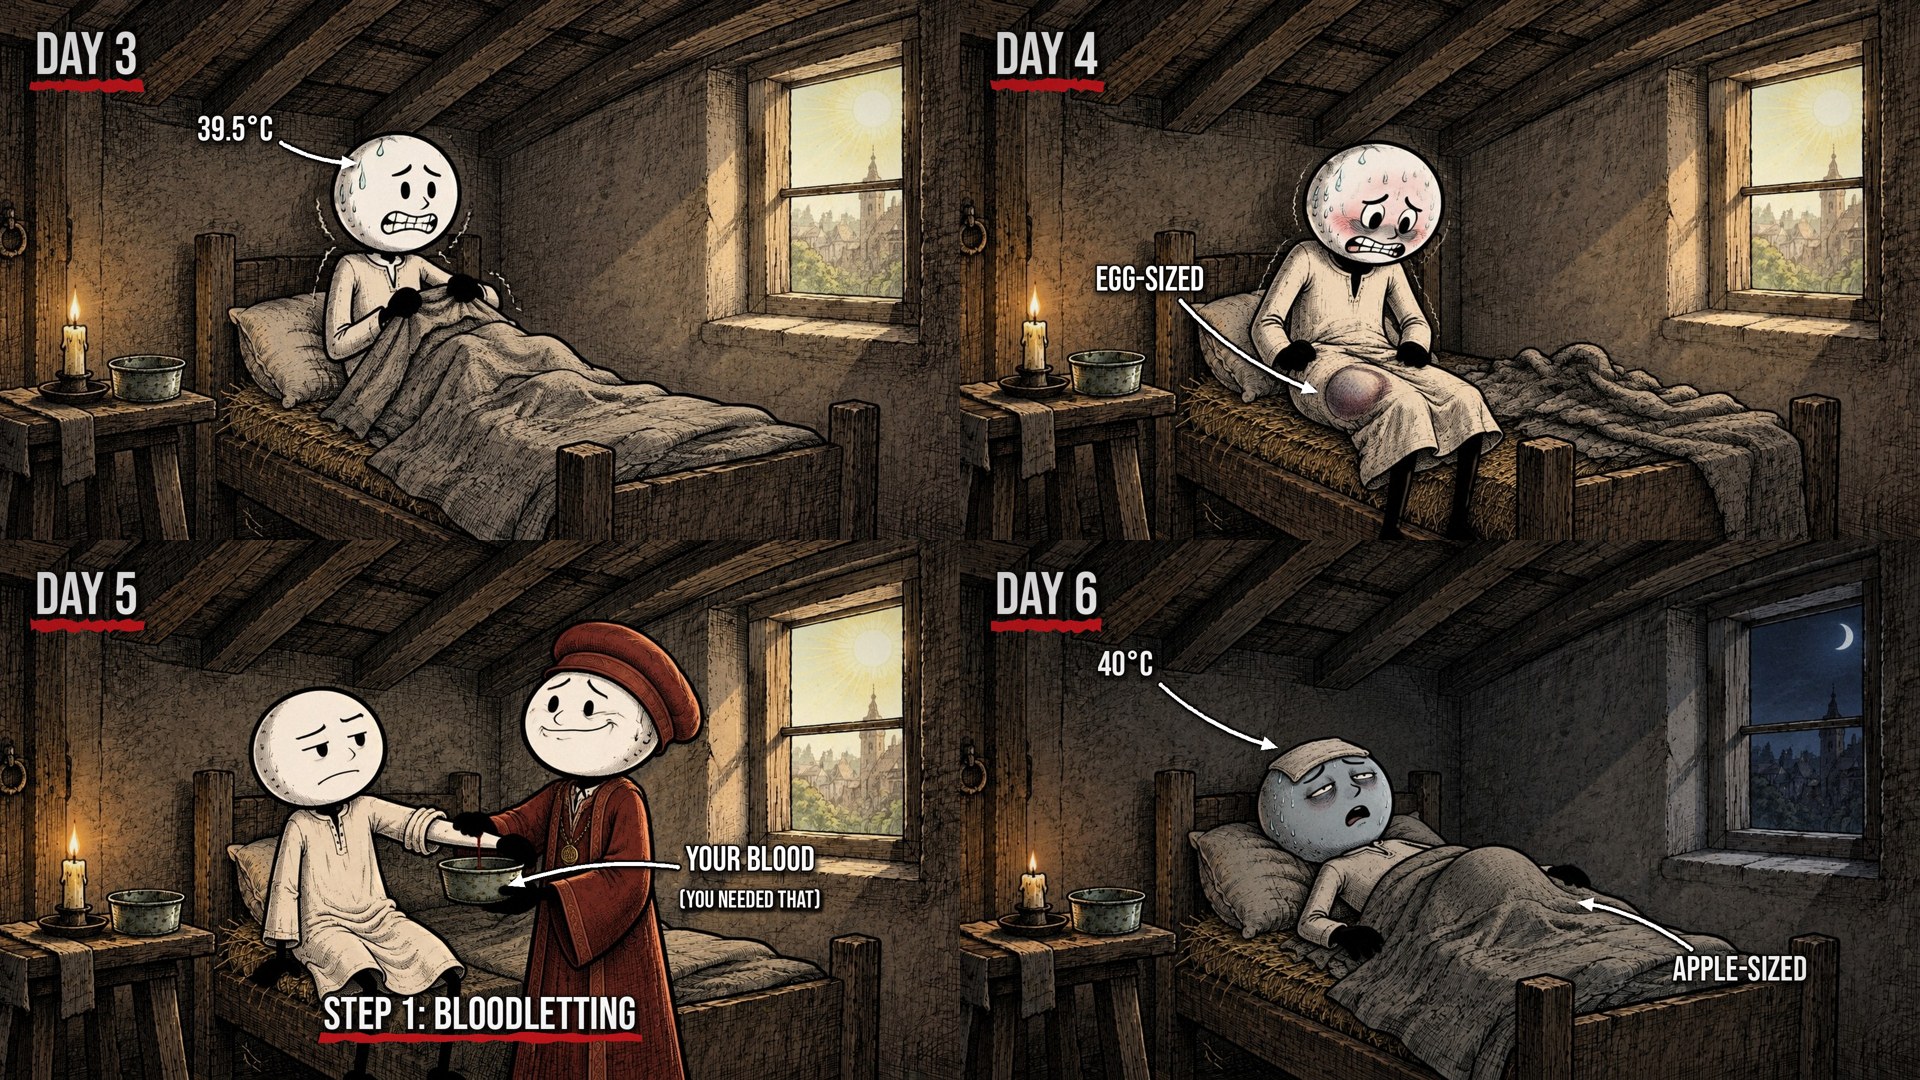 DAY 3
39.5°C
DAY 4
EGG-SIZED
DAY 5
YOUR BLOOD
(YOU NEEDED THAT)
STEP 1: BLOODLETTING
DAY 6
40°C
APPLE-SIZED